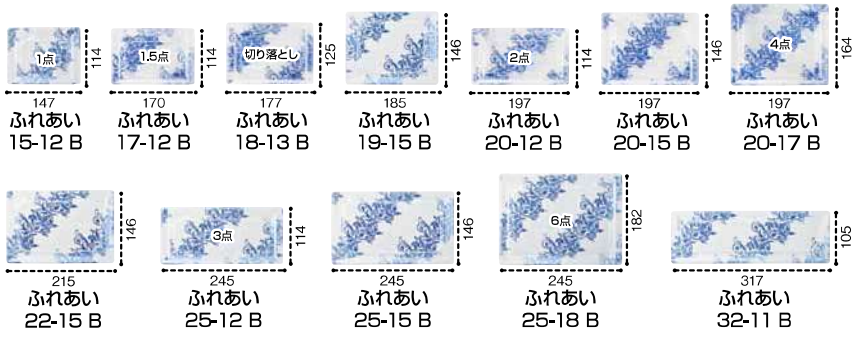 1点
114
147
ふれあい
15-12 B
1.5点
114
170
ふれあい
17-12 B
切り落とし
125
177
ふれあい
18-13 B
146
185
ふれあい
19-15 B
2点
114
197
ふれあい
20-12 B
146
197
ふれあい
20-15 B
4点
164
197
ふれあい
20-17 B
146
215
ふれあい
22-15 B
3点
114
245
ふれあい
25-12 B
146
245
ふれあい
25-15 B
6点
182
245
ふれあい
25-18 B
105
317
ふれあい
32-11 B